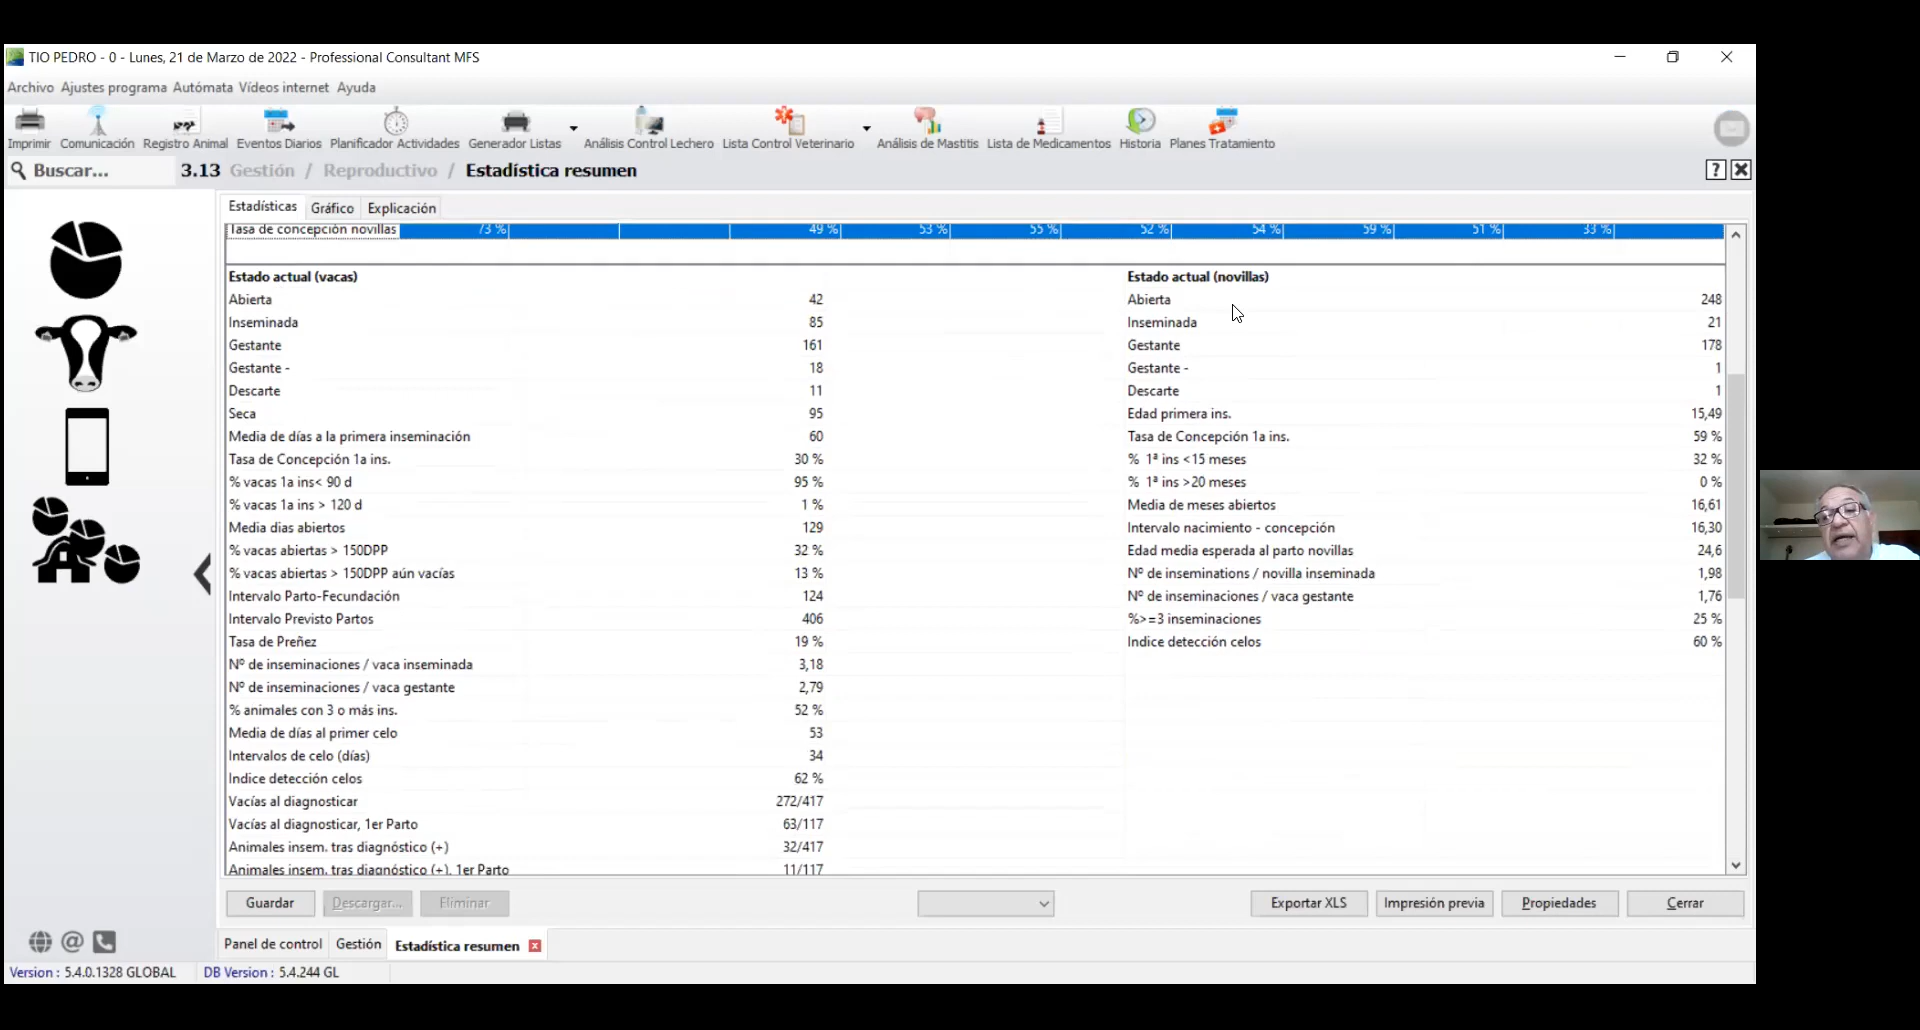 TIO PEDRO - 0 - Lunes, 21 de Marzo de 2022 - Professional Consultant MFS
Archivo Ajustes programa Autómata Vídeos internet Ayuda
Imprimir Comunicación Registro Animal Eventos Diarios Planificador Actividades Generador Listas Análisis Control Lechero Lista Control Veterinario Análisis de Mastitis Lista de Medicamentos Historia Planes Tratamiento
Buscar... 3.13 Gestión / Reproductivo / Estadística resumen ?
Estadísticas Gráfico Explicación
Tasa de concepción novillas 73 % 49 % 53 % 55 % 52 % 54 % 59 % 51 % 33 %
Estado actual (vacas) Estado actual (novillas)
Abierta 42 Abierta 248
Inseminada 85 Inseminada 21
Gestante 161 Gestante 178
Gestante - 18 Gestante - 1
Descarte 11 Descarte 1
Seca 95 Edad primera ins. 15,49
Media de días a la primera inseminación 60 Tasa de Concepción 1a ins. 59 %
Tasa de Concepción 1a ins. 30 % % 1ª ins <15 meses 32 %
% vacas 1a ins< 90 d 95 % % 1ª ins >20 meses 0 %
% vacas 1a ins > 120 d 1 % Media de meses abiertos 16,61
Media dias abiertos 129 Intervalo nacimiento - concepción 16,30
% vacas abiertas > 150DPP 32 % Edad media esperada al parto novillas 24,6
% vacas abiertas > 150DPP aún vacías 13 % Nº de inseminations / novilla inseminada 1,98
Intervalo Parto-Fecundación 124 Nº de inseminaciones / vaca gestante 1,76
Intervalo Previsto Partos 406 %>=3 inseminaciones 25 %
Tasa de Preñez 19 % Indice detección celos 60 %
Nº de inseminaciones / vaca inseminada 3,18
Nº de inseminaciones / vaca gestante 2,79
% animales con 3 o más ins. 52 %
Media de días al primer celo 53
Intervalos de celo (días) 34
Indice detección celos 62 %
Vacías al diagnosticar 272/417
Vacías al diagnosticar, 1er Parto 63/117
Animales insem. tras diagnóstico (+) 32/417
Animales insem. tras diagnóstico (+), 1er Parto 11/117
Guardar Descargar... Eliminar Exportar XLS Impresión previa Propiedades Cerrar
Panel de control Gestión Estadística resumen
Version : 5.4.0.1328 GLOBAL DB Version : 5.4.244 GL